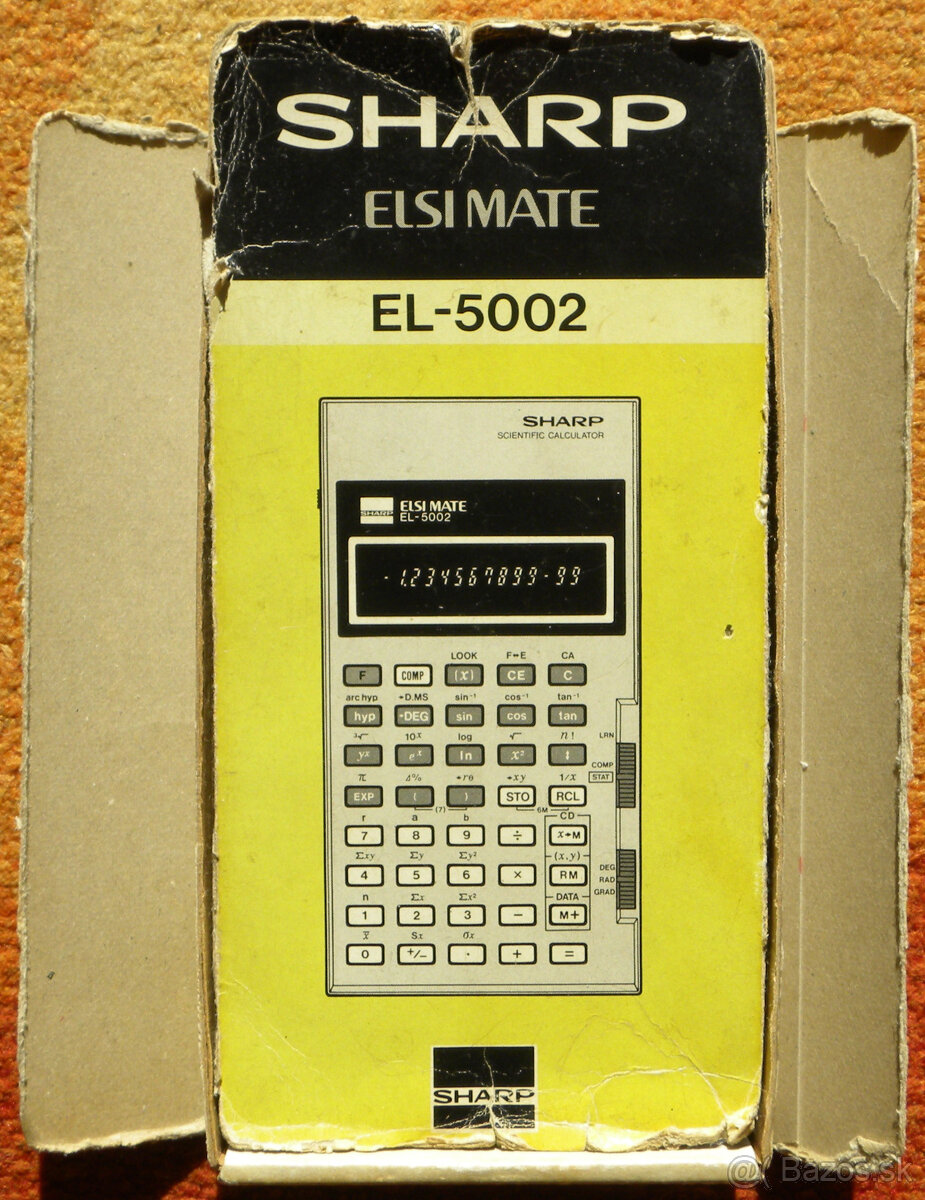 SHARP
ELSI MATE
EL-5002
SHARP
SCIENTIFIC CALCULATOR
SHARP ELSI MATE
EL-5002
- 1.234567899 - 99
LOOK F↔E CA
F COMP (x) CE C
arc hyp →D.MS sin⁻¹ cos⁻¹ tan⁻¹
hyp →DEG sin cos tan
³√ 10ˣ log √ n! LRN
yˣ eˣ ln x² ↕
COMP
π Δ% →rθ →xy 1/x STAT
EXP ( ) STO RCL
(7) 6M
r a b CD
7 8 9 ÷ x→M
Σxy Σy Σy² (x,y)
DEG
4 5 6 × RM RAD
n Σx Σx² DATA GRAD
1 2 3 − M+
x̄ Sx σx
0 +/− · + =
SHARP
@ Bazos.sk